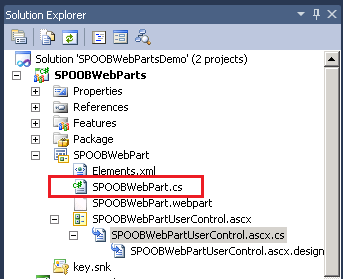 Solution Explorer
Solution 'SPOOBWebPartsDemo' (2 projects)
SPOOBWebParts
Properties
References
Features
Package
SPOOBWebPart
Elements.xml
SPOOBWebPart.cs
SPOOBWebPart.webpart
SPOOBWebPartUserControl.ascx
SPOOBWebPartUserControl.ascx.cs
SPOOBWebPartUserControl.ascx.design
key.snk